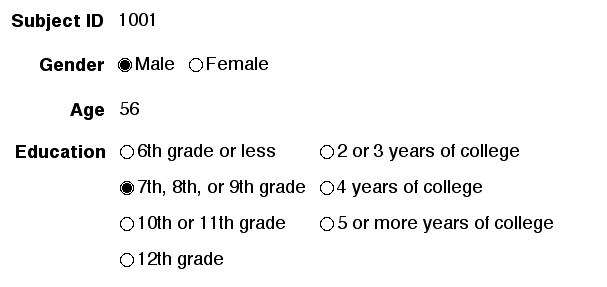 Subject ID 1001
Gender Male Female
Age 56
Education 6th grade or less 2 or 3 years of college
7th, 8th, or 9th grade 4 years of college
10th or 11th grade 5 or more years of college
12th grade